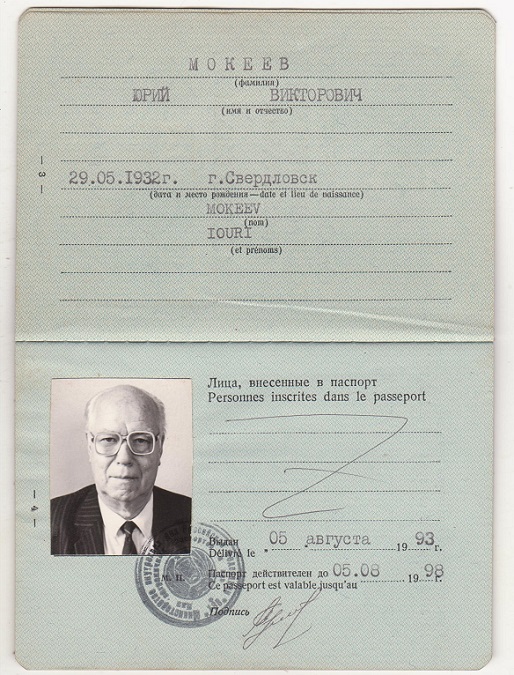 МОКЕЕВ
(фамилия)
ЮРИЙ ВИКТОРОВИЧ
(имя и отчество)
29.05.1932г. г.Свердловск
(дата и место рождения—date et lieu de naissance)
MOKEEV
(nom)
IOURI
(et prénoms)
— 3 —
Лица, внесенные в паспорт
Personnes inscrites dans le passeport
— 4 —
Выдан 05 августа 19 93 г.
Délivré le
М. П.
Паспорт действителен до 05.08 19 98 г.
Ce passeport est valable jusqu'au
Подпись